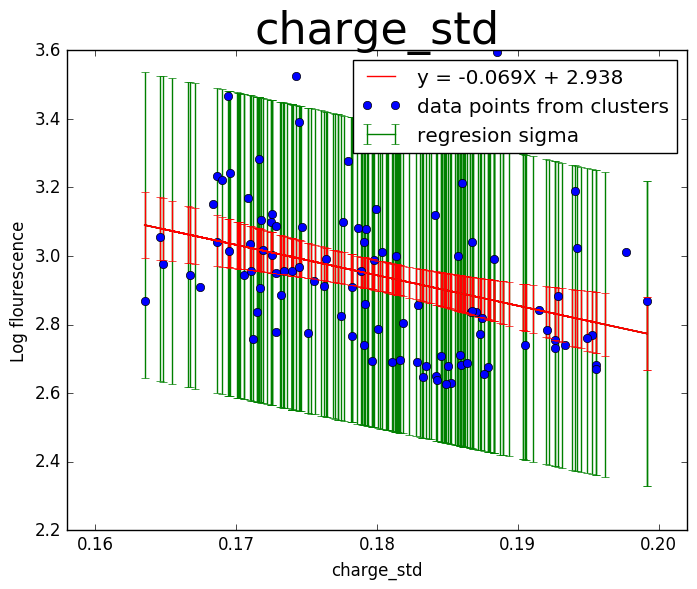 charge_std
3.6
3.4
3.2
3.0
2.8
2.6
2.4
2.2
Log flourescence
y = -0.069X + 2.938
data points from clusters
regresion sigma
0.16 0.17 0.18 0.19 0.20
charge_std